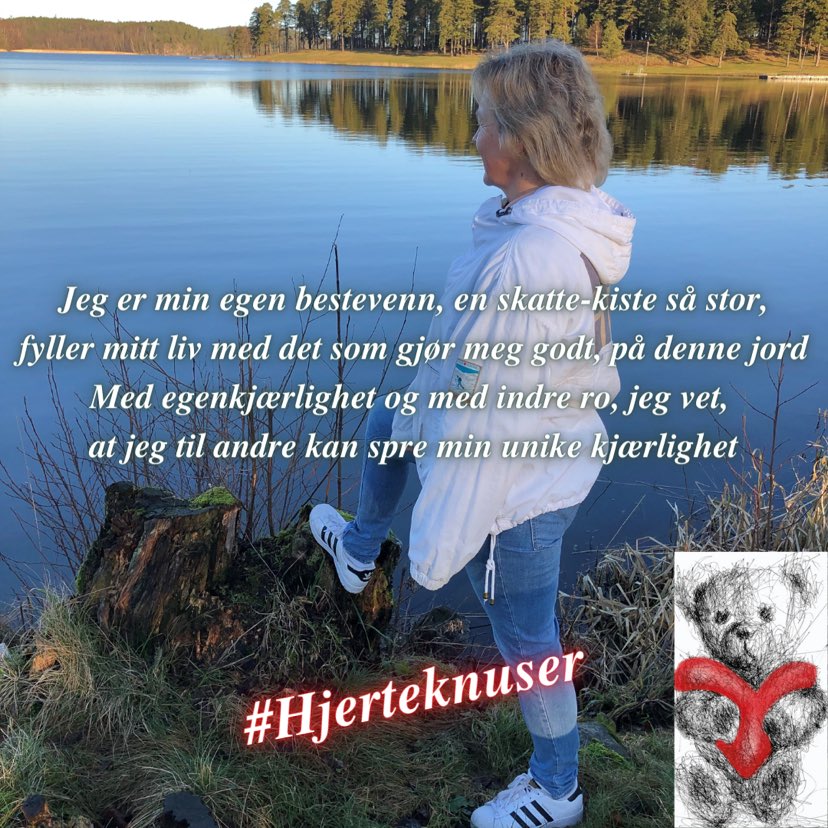 Jeg er min egen bestevenn, en skatte-kiste så stor,
fyller mitt liv med det som gjør meg godt, på denne jord
Med egenkjærlighet og med indre ro, jeg vet,
at jeg til andre kan spre min unike kjærlighet
#Hjerteknuser